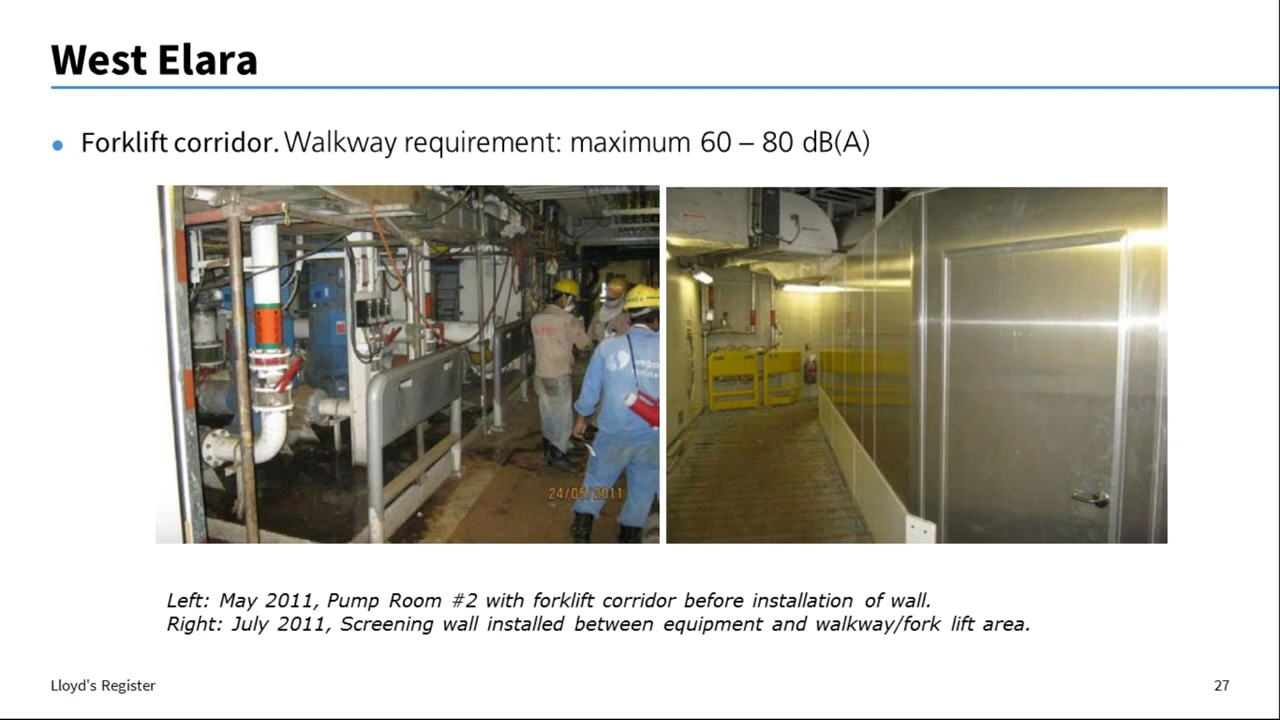 West Elara
Forklift corridor. Walkway requirement: maximum 60 – 80 dB(A)
24/05/2011
Left: May 2011, Pump Room #2 with forklift corridor before installation of wall.
Right: July 2011, Screening wall installed between equipment and walkway/fork lift area.
Lloyd's Register
27